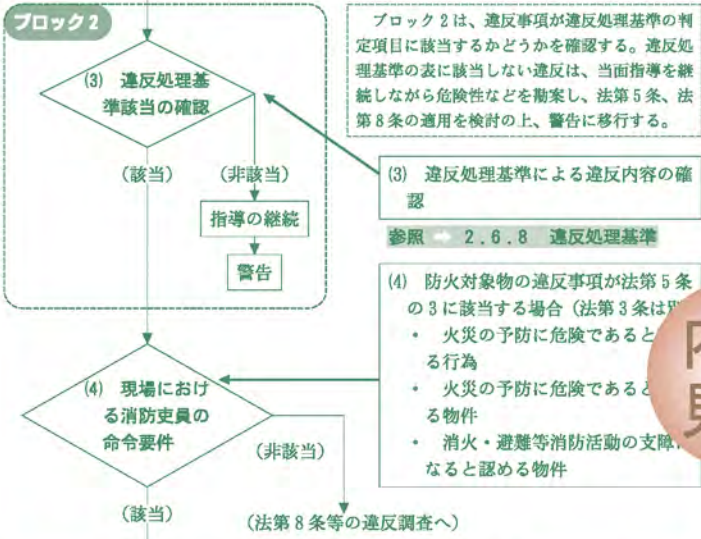 ブロック2
(3) 違反処理基
準該当の確認
(該当)
(非該当)
指導の継続
警告
ブロック2は、違反事項が違反処理基準の判
定項目に該当するかどうかを確認する。違反処
理基準の表に該当しない違反は、当面指導を継
続しながら危険性などを勘案し、法第5条、法
第8条の適用を検討の上、警告に移行する。
(3) 違反処理基準による違反内容の確
認
参照 ➡ 2.6.8 違反処理基準
(4) 防火対象物の違反事項が法第5条
の3に該当する場合(法第3条は
・ 火災の予防に危険であると
る行為
・ 火災の予防に危険であると
る物件
・ 消火・避難等消防活動の支障
なると認める物件
(4) 現場におけ
る消防吏員の
命令要件
(非該当)
(該当)
(法第8条等の違反調査へ)